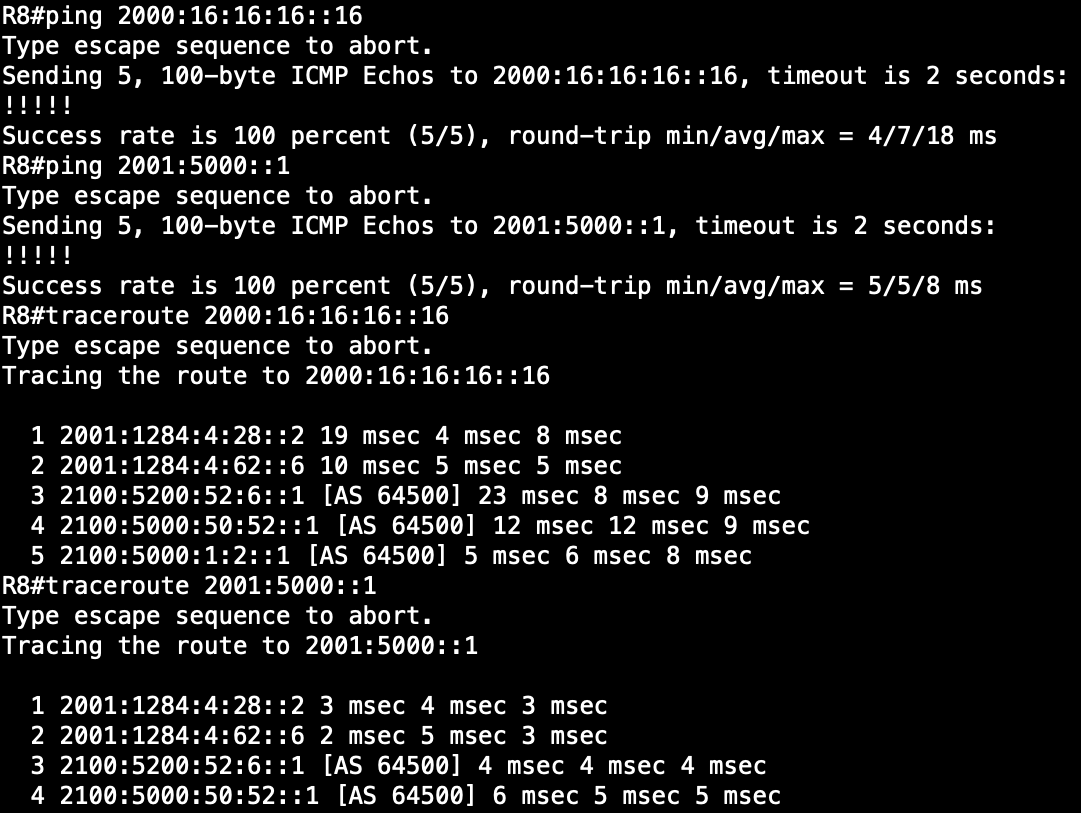 R8#ping 2000:16:16:16::16
Type escape sequence to abort.
Sending 5, 100-byte ICMP Echos to 2000:16:16:16::16, timeout is 2 seconds:
!!!!!
Success rate is 100 percent (5/5), round-trip min/avg/max = 4/7/18 ms
R8#ping 2001:5000::1
Type escape sequence to abort.
Sending 5, 100-byte ICMP Echos to 2001:5000::1, timeout is 2 seconds:
!!!!!
Success rate is 100 percent (5/5), round-trip min/avg/max = 5/5/8 ms
R8#traceroute 2000:16:16:16::16
Type escape sequence to abort.
Tracing the route to 2000:16:16:16::16

  1 2001:1284:4:28::2 19 msec 4 msec 8 msec
  2 2001:1284:4:62::6 10 msec 5 msec 5 msec
  3 2100:5200:52:6::1 [AS 64500] 23 msec 8 msec 9 msec
  4 2100:5000:50:52::1 [AS 64500] 12 msec 12 msec 9 msec
  5 2100:5000:1:2::1 [AS 64500] 5 msec 6 msec 8 msec
R8#traceroute 2001:5000::1
Type escape sequence to abort.
Tracing the route to 2001:5000::1

  1 2001:1284:4:28::2 3 msec 4 msec 3 msec
  2 2001:1284:4:62::6 2 msec 5 msec 3 msec
  3 2100:5200:52:6::1 [AS 64500] 4 msec 4 msec 4 msec
  4 2100:5000:50:52::1 [AS 64500] 6 msec 5 msec 5 msec